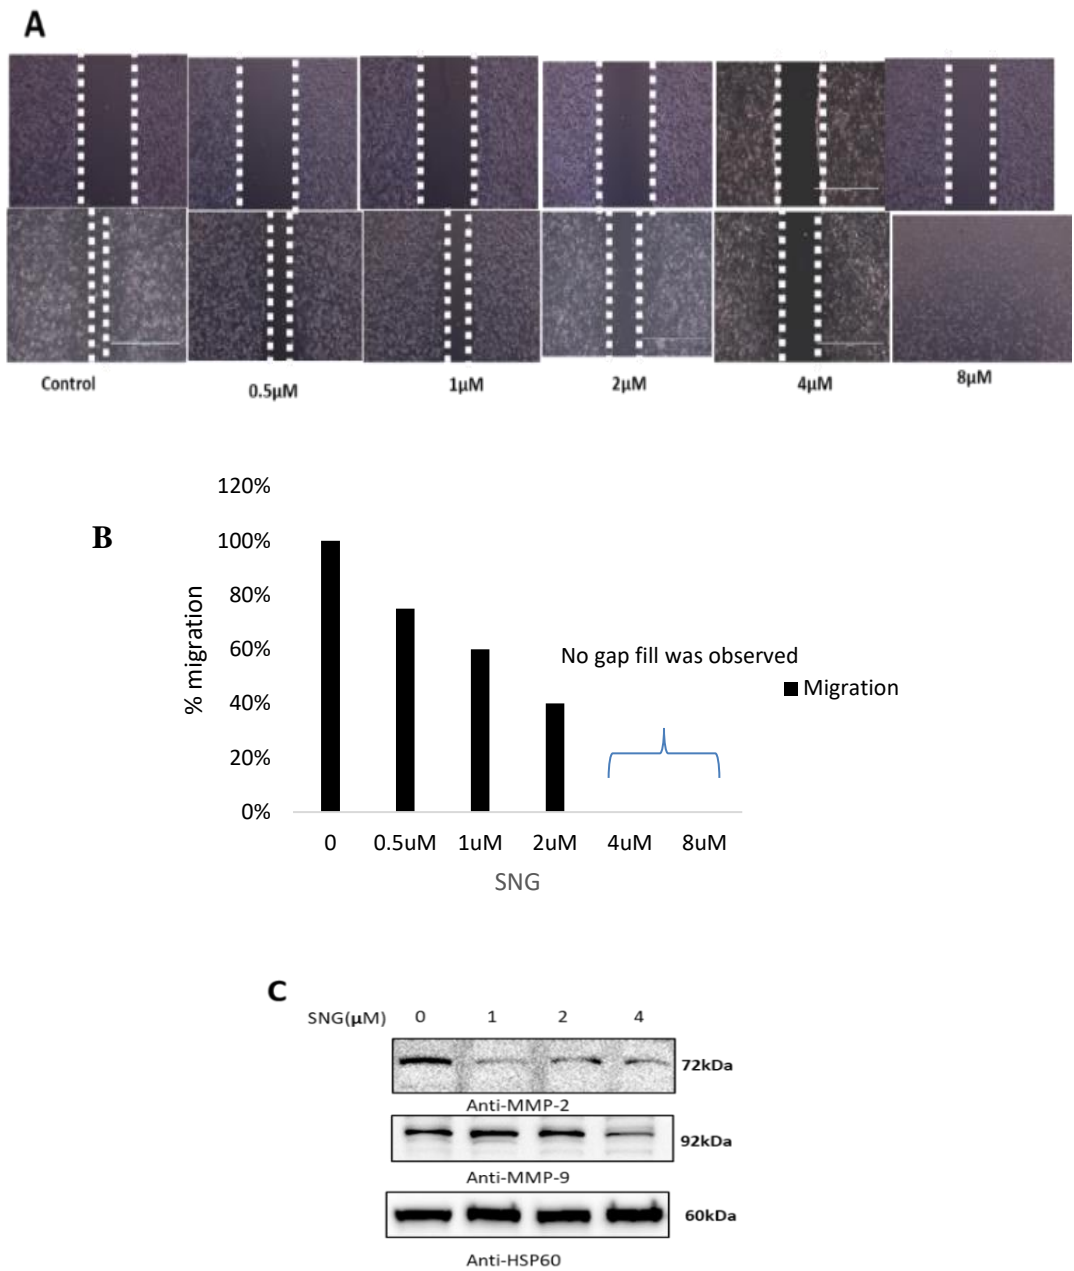 A
Control
0.5µM
1µM
2µM
4µM
8µM
B
120%
100%
80%
60%
40%
20%
0%
% migration
No gap fill was observed
Migration
0 0.5uM 1uM 2uM 4uM 8uM
SNG
C
SNG(µM) 0 1 2 4
72kDa
Anti-MMP-2
92kDa
Anti-MMP-9
60kDa
Anti-HSP60